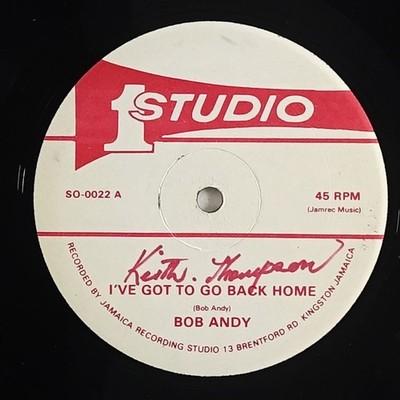 1 STUDIO
SO-0022 A
45 RPM
(Jamrec Music)
Keith. Thompson
I'VE GOT TO GO BACK HOME
(Bob Andy)
BOB ANDY
RECORDED BY JAMAICA RECORDING STUDIO 13 BRENTFORD RD KINGSTON JAMAICA